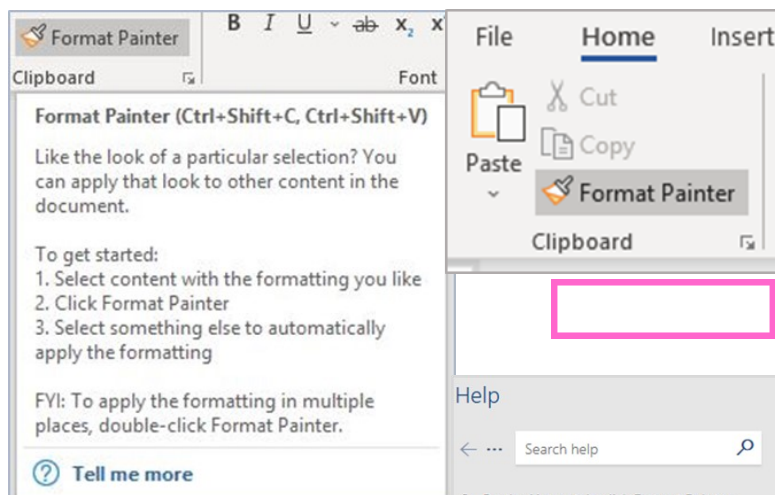 Format Painter
B I U ab x₂ x
Clipboard
Font
Format Painter (Ctrl+Shift+C, Ctrl+Shift+V)
Like the look of a particular selection? You
can apply that look to other content in the
document.
To get started:
1. Select content with the formatting you like
2. Click Format Painter
3. Select something else to automatically
apply the formatting
FYI: To apply the formatting in multiple
places, double-click Format Painter.
Tell me more
File Home Insert
Cut
Copy
Paste
Format Painter
Clipboard
Help
Search help